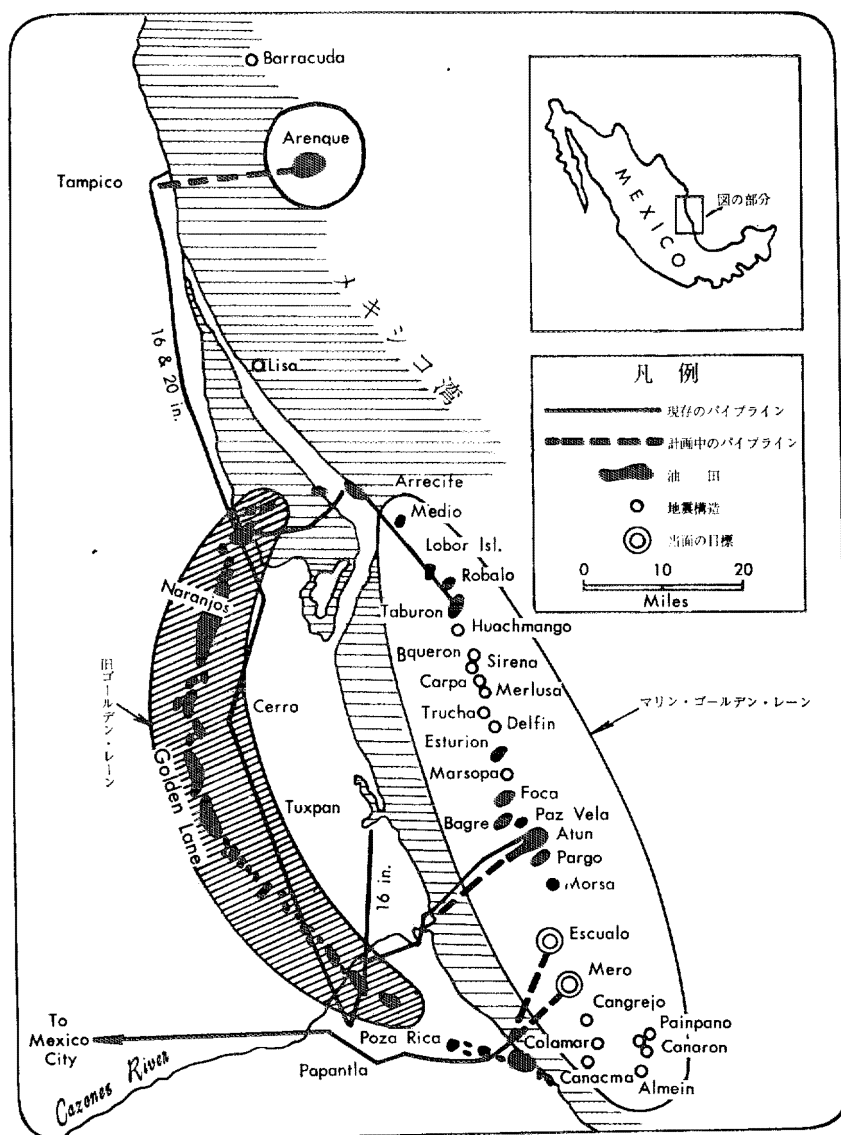 Barracuda
Arenque
Tampico
MEXICO
図の部分
メキシコ湾
16 & 20 in.
Lisa
凡 例
現存のパイプライン
計画中のパイプライン
油 田
地震構造
当面の目標
0 10 20
Miles
Arrecife
Medio
Lobor Isl.
Robalo
Taburon
Huachmango
Naranjos
Bqueron
Sirena
Carpa
Merlusa
旧ゴールデン・レーン
Cerro
Trucha
Delfin
マリン・ゴールデン・レーン
Esturion
Marsopa
Golden Lane
Tuxpan
Foca
Paz Vela
Bagre
Atun
Pargo
16 in.
Morsa
Escualo
Mero
Cangrejo
Painpano
To
Mexico
City
Poza Rica
Colamar
Canaron
Papantla
Canacma
Almein
Cazones River